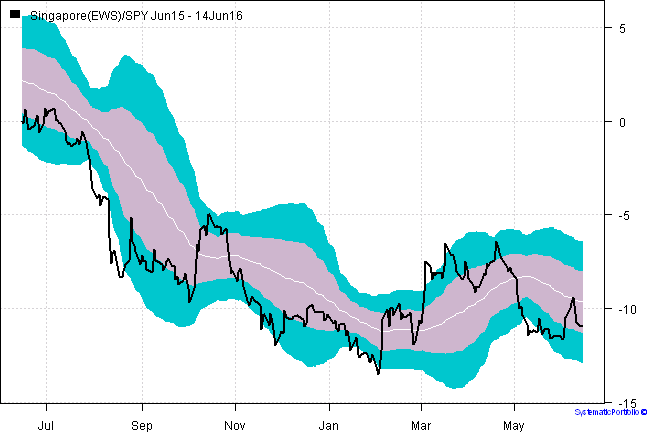 Singapore(EWS)/SPY Jun15 - 14Jun16
5
0
-5
-10
-15
Jul Sep Nov Jan Mar May
SystematicPortfolio ©